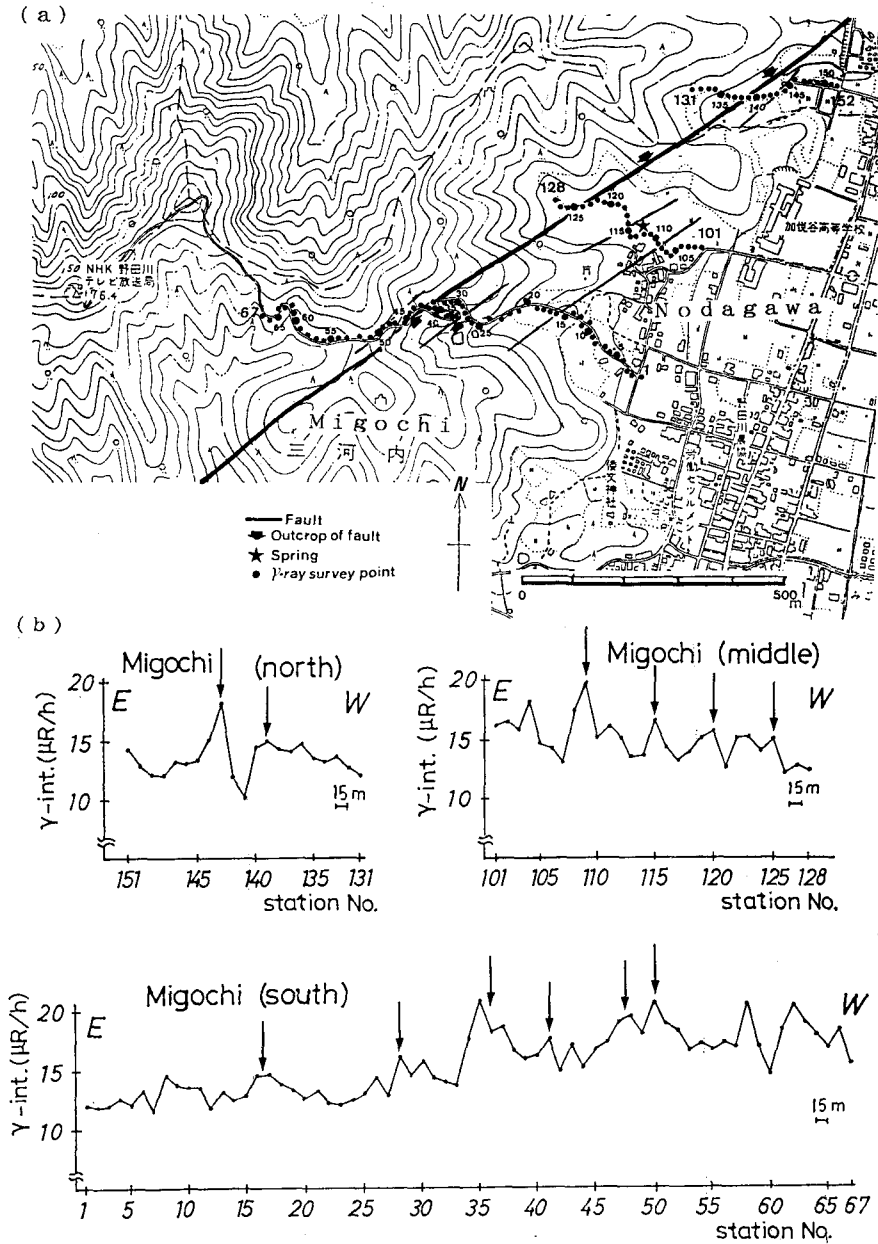 (a)
50
100
50
NHK 野田川
テレビ放送局
176.4
131
135
140
145
150
152
128
125
120
115
110
105
101
加悦谷高等学校
Nodagawa
67
65
60
55
50
45
40
30
25
20
15
10
1
Migochi
三河内
N
Fault
Outcrop of fault
Spring
γ-ray survey point
0
500
m
(b)
Migochi (north)
E
W
γ-int.(μR/h)
20
15
10
15m
151
145
140
135
131
station No.
Migochi (middle)
E
W
γ-int.(μR/h)
20
15
10
15m
101
105
110
115
120
125
128
station No.
Migochi (south)
E
W
γ-int.(μR/h)
20
15
10
15m
1
5
10
15
20
25
30
35
40
45
50
55
60
65
67
station No.